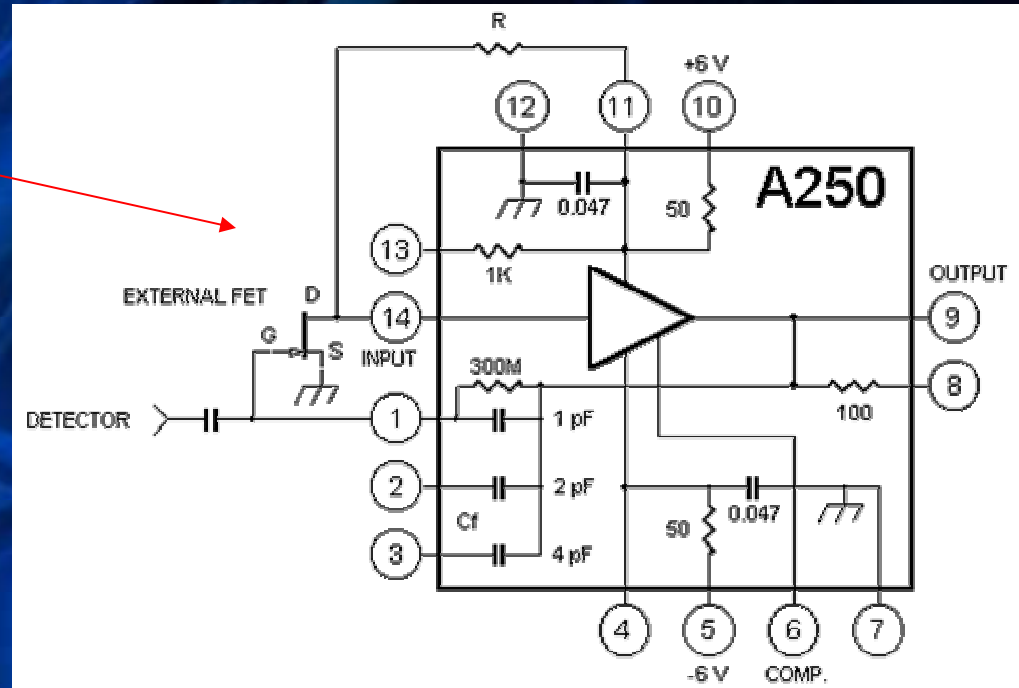 R
+6 V
12
11
10
A250
0.047
50
13
1K
OUTPUT
EXTERNAL FET
D
14
9
G
S
INPUT
300M
8
DETECTOR
1
1 pF
100
2
2 pF
Cf
0.047
50
3
4 pF
4
5
6
7
-6 V
COMP.